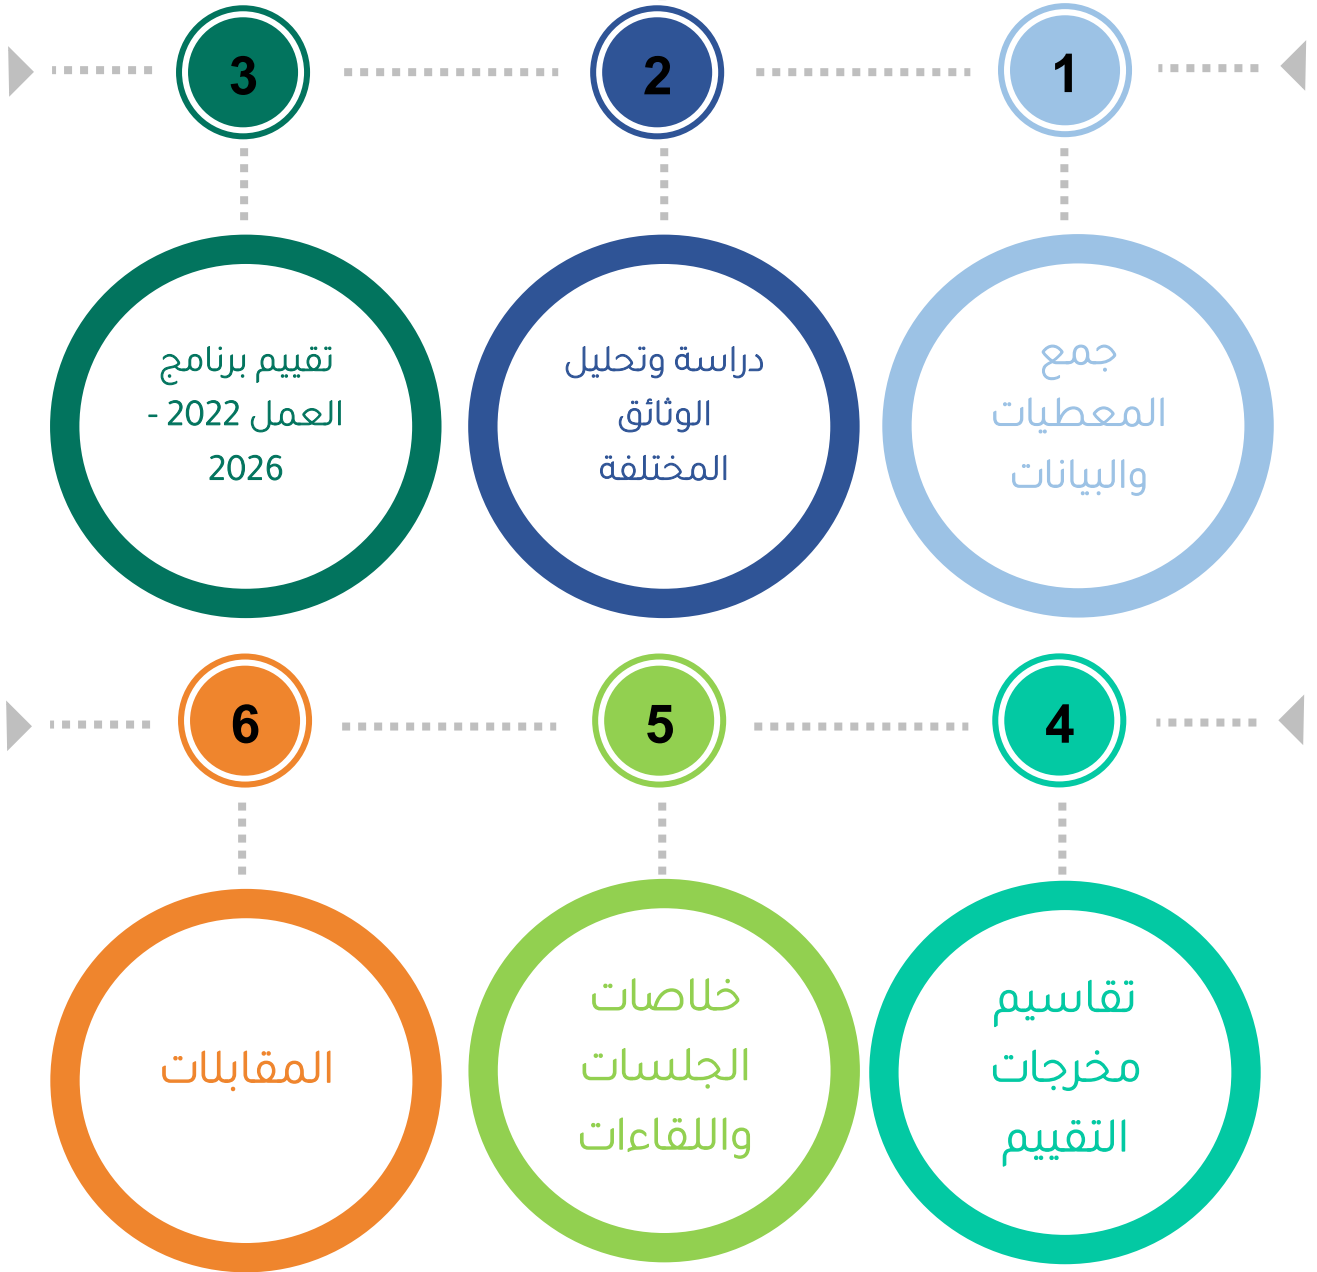 1
جمع
المعطيات
والبيانات
2
دراسة وتحليل
الوثائق
المختلفة
3
تقييم برنامج
العمل 2022 -
2026
4
تقاسيم
مخرجات
التقييم
5
خلاصات
الجلسات
واللقاءات
6
المقابلات